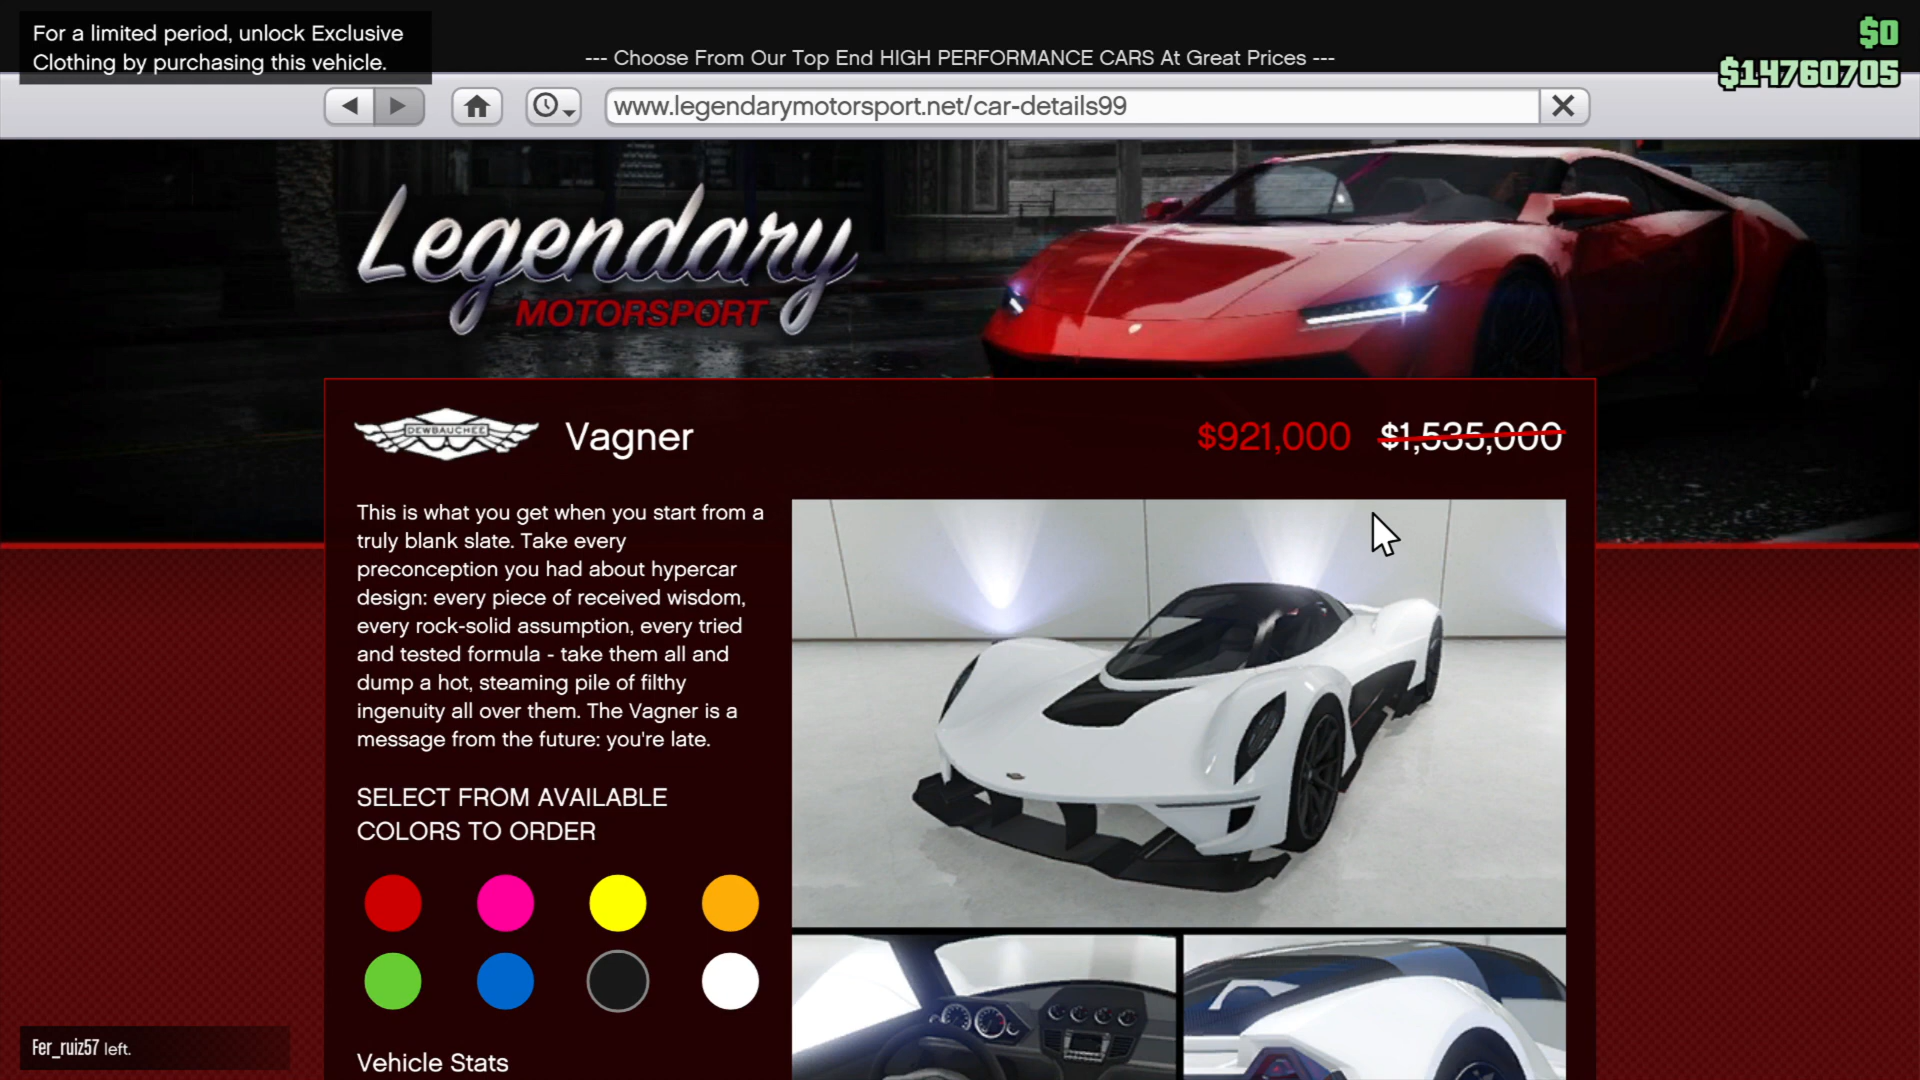 For a limited period, unlock Exclusive
Clothing by purchasing this vehicle.
--- Choose From Our Top End HIGH PERFORMANCE CARS At Great Prices ---
$0
$14760705
www.legendarymotorsport.net/car-details99
Legendary
MOTORSPORT
DEWBAUCHEE
Vagner
$921,000 $1,535,000
This is what you get when you start from a
truly blank slate. Take every
preconception you had about hypercar
design: every piece of received wisdom,
every rock-solid assumption, every tried
and tested formula - take them all and
dump a hot, steaming pile of filthy
ingenuity all over them. The Vagner is a
message from the future: you're late.
SELECT FROM AVAILABLE
COLORS TO ORDER
Vehicle Stats
Fer_ruiz57 left.